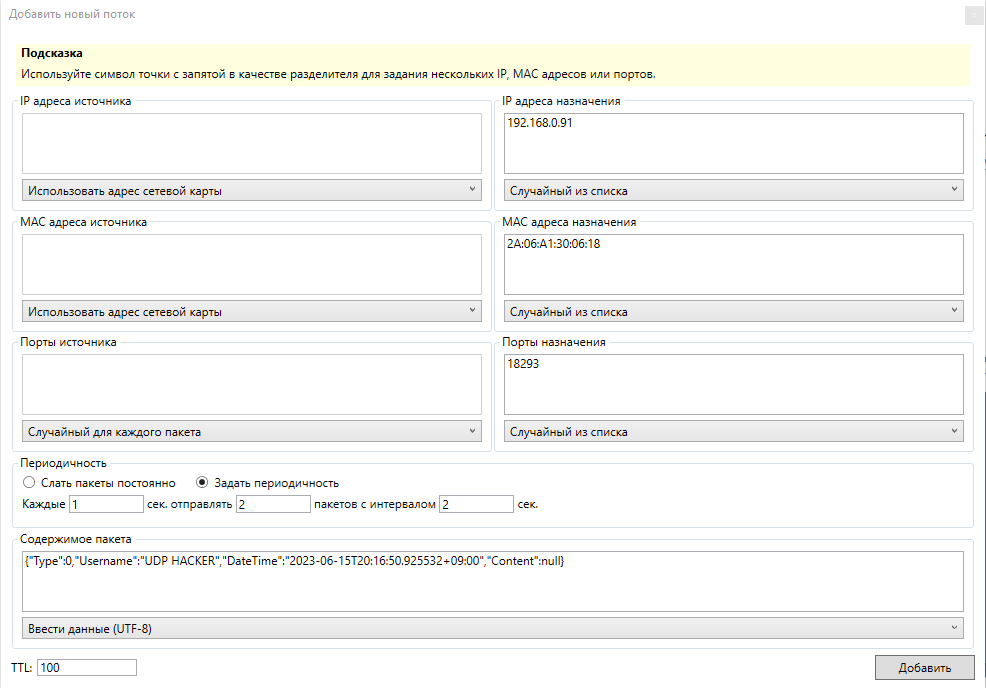 Добавить новый поток
Подсказка
Используйте символ точки с запятой в качестве разделителя для задания нескольких IP, MAC адресов или портов.
IP адреса источника
Использовать адрес сетевой карты
IP адреса назначения
192.168.0.91
Случайный из списка
MAC адреса источника
Использовать адрес сетевой карты
MAC адреса назначения
2A:06:A1:30:06:18
Случайный из списка
Порты источника
Случайный для каждого пакета
Порты назначения
18293
Случайный из списка
Периодичность
Слать пакеты постоянно Задать периодичность
Каждые 1 сек. отправлять 2 пакетов с интервалом 2 сек.
Содержимое пакета
{"Type":0,"Username":"UDP HACKER","DateTime":"2023-06-15T20:16:50.925532+09:00","Content":null}
Ввести данные (UTF-8)
TTL: 100
Добавить